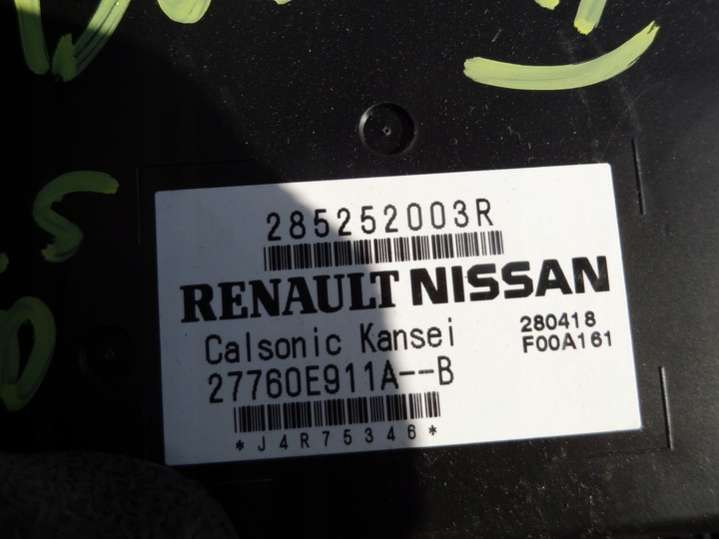 285252003R
RENAULT NISSAN
Calsonic Kansei 280418
27760E911A--B F00A161
*J4R75346*